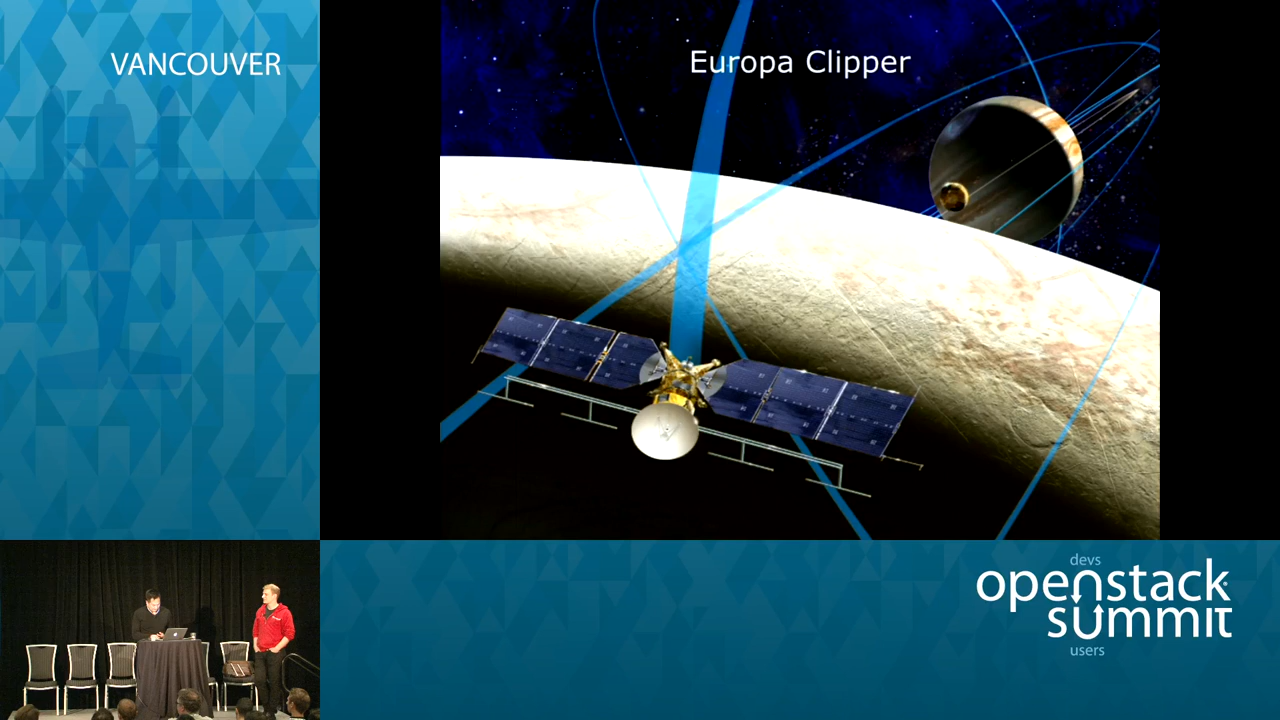 VANCOUVER
Europa Clipper
devs
openstack
summit
users